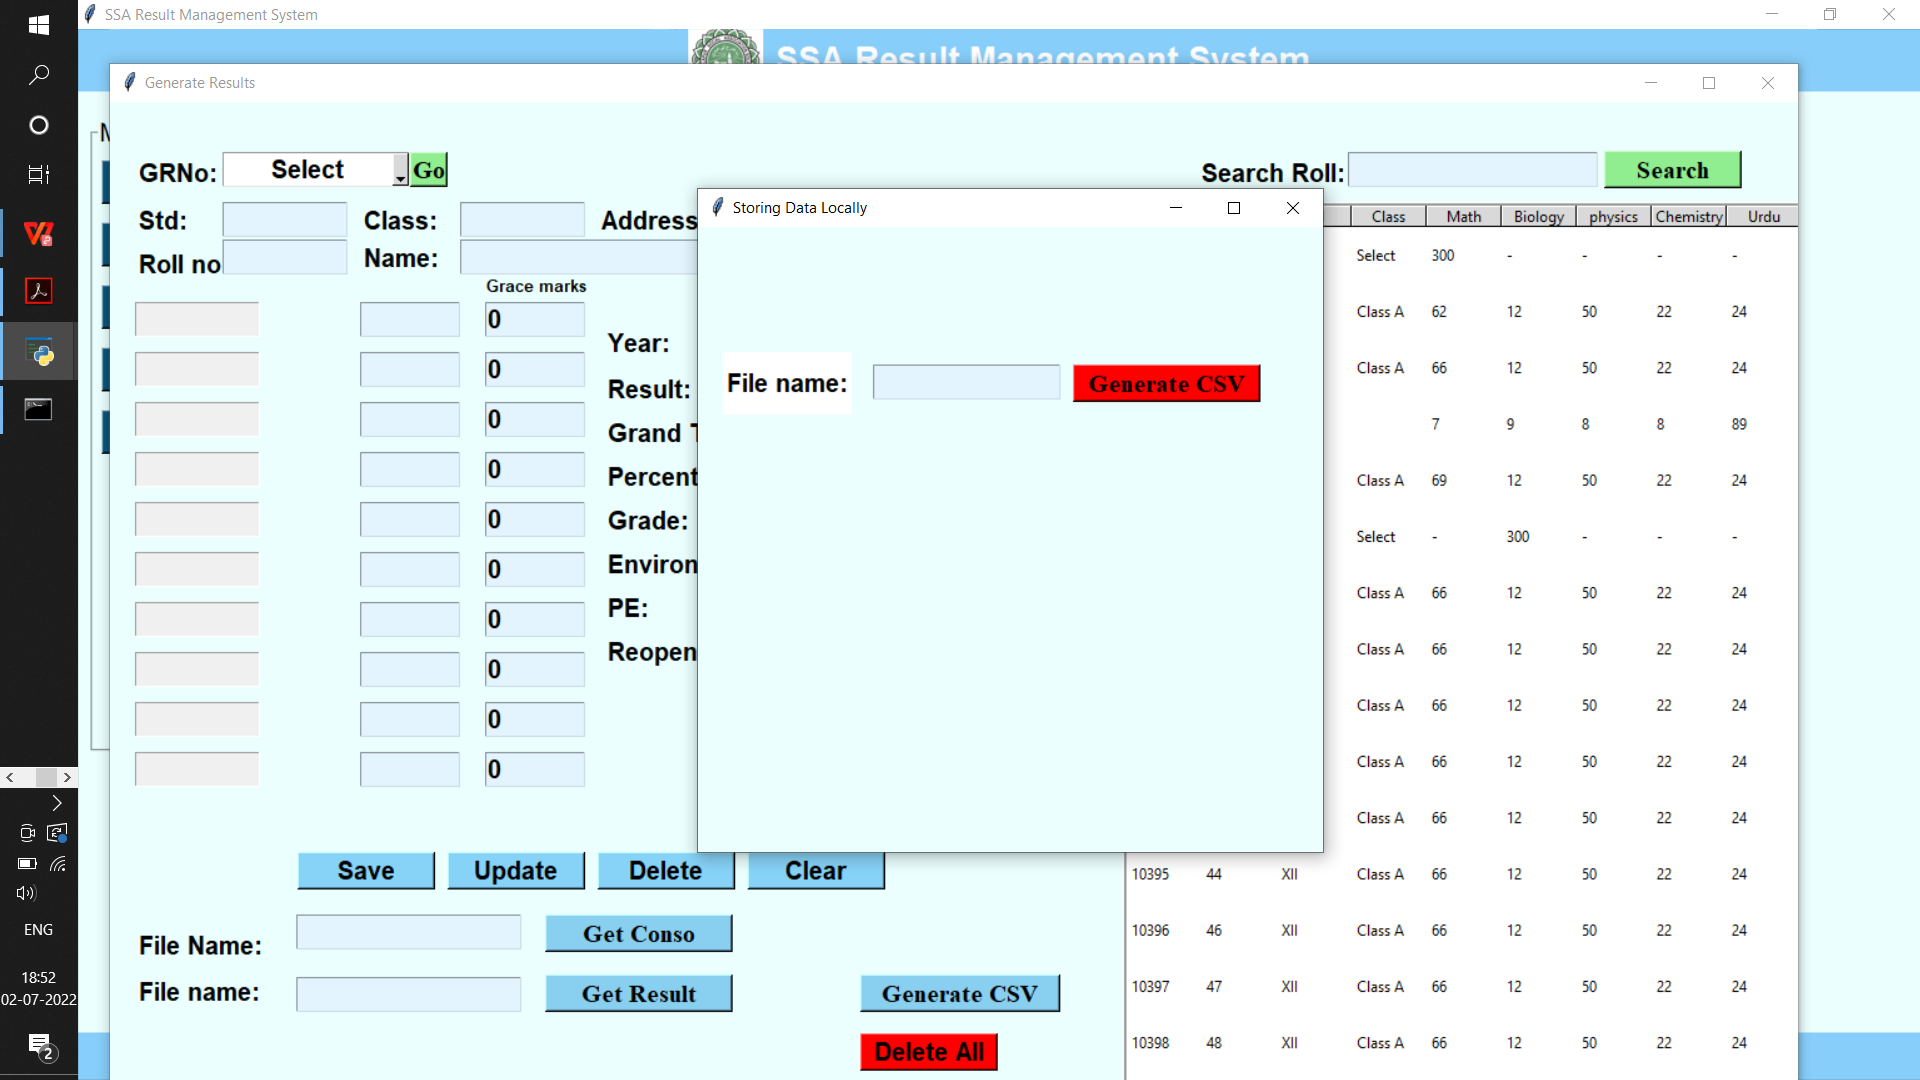 SSA Result Management System
SSA Result Management System
Generate Results
GRNo: Select Go
Search Roll: Search
Std: Class: Address
Roll no Name:
Grace marks
0
0
0
0
0
0
0
0
0
0
Year:
Result:
Grand
Percent
Grade:
Environ
PE:
Reopen
Storing Data Locally
File name: Generate CSV
Class Math Biology physics Chemistry Urdu
Select 300 - - - -
Class A 62 12 50 22 24
Class A 66 12 50 22 24
7 9 8 8 89
Class A 69 12 50 22 24
Select - 300 - - -
Class A 66 12 50 22 24
Class A 66 12 50 22 24
Class A 66 12 50 22 24
Class A 66 12 50 22 24
Class A 66 12 50 22 24
10395 44 XII Class A 66 12 50 22 24
10396 46 XII Class A 66 12 50 22 24
10397 47 XII Class A 66 12 50 22 24
10398 48 XII Class A 66 12 50 22 24
Save Update Delete Clear
File Name: Get Conso
File name: Get Result Generate CSV
Delete All
ENG
18:52
02-07-2022
2